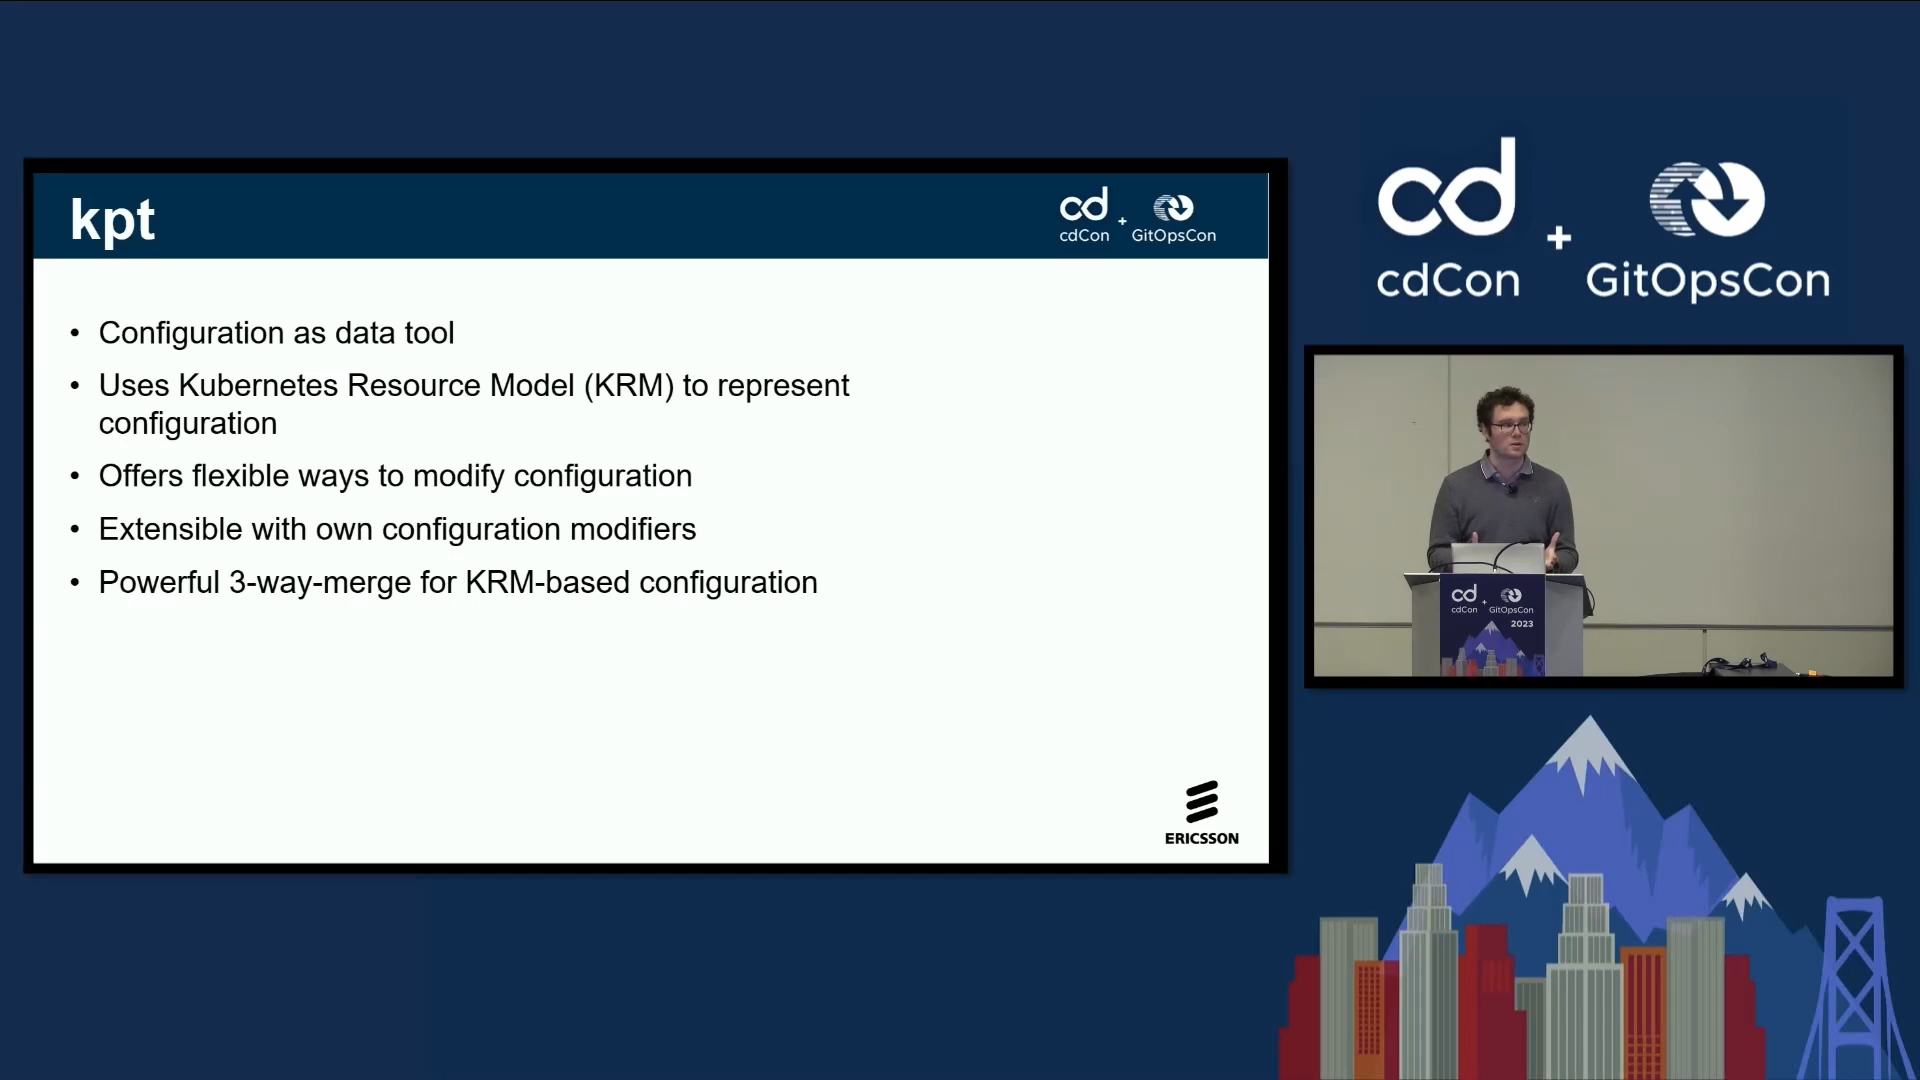 kpt
cdCon + GitOpsCon
• Configuration as data tool
• Uses Kubernetes Resource Model (KRM) to represent
configuration
• Offers flexible ways to modify configuration
• Extensible with own configuration modifiers
• Powerful 3-way-merge for KRM-based configuration
ERICSSON
cd
cdCon + GitOpsCon
cd
cdCon + GitOpsCon
2023